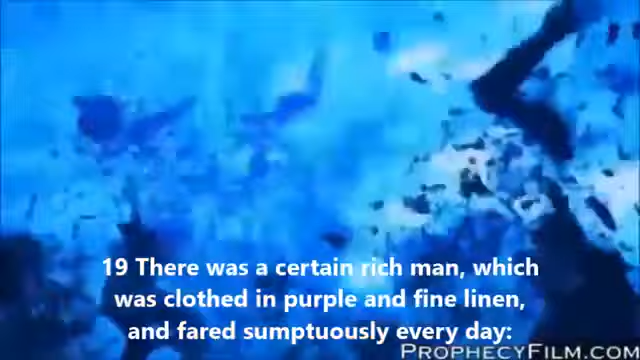 19 There was a certain rich man, which
was clothed in purple and fine linen,
and fared sumptuously every day:
ProphecyFilm.com